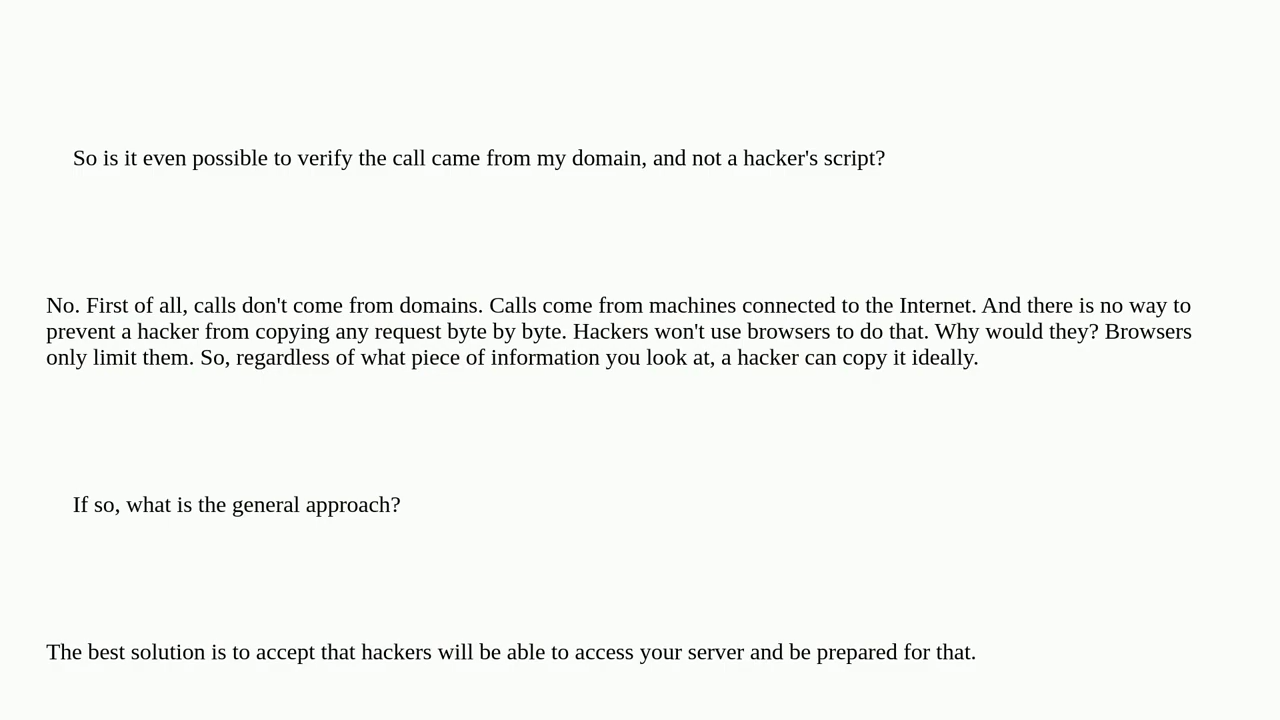 So is it even possible to verify the call came from my domain, and not a hacker's script?
No. First of all, calls don't come from domains. Calls come from machines connected to the Internet. And there is no way to
prevent a hacker from copying any request byte by byte. Hackers won't use browsers to do that. Why would they? Browsers
only limit them. So, regardless of what piece of information you look at, a hacker can copy it ideally.
If so, what is the general approach?
The best solution is to accept that hackers will be able to access your server and be prepared for that.